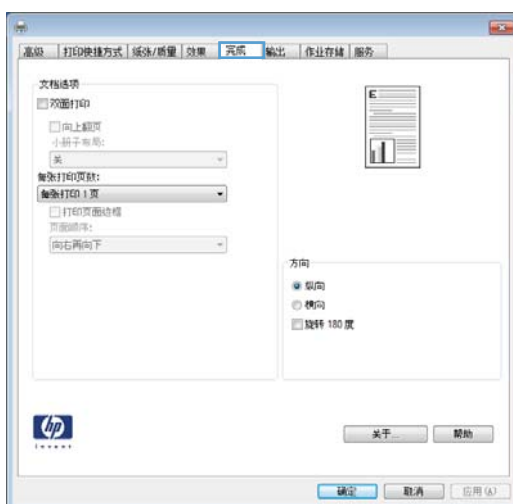 高级 打印快捷方式 纸张/质量 效果 完成 输出 作业存储 服务
文档选项
双面打印
向上翻页
小册子布局:
关
每张打印页数:
每张打印 1 页
打印页面边框
页面顺序:
向右再向下
E
方向
纵向
横向
旋转 180 度
hp
invent
关于... 帮助
确定 取消 应用(A)